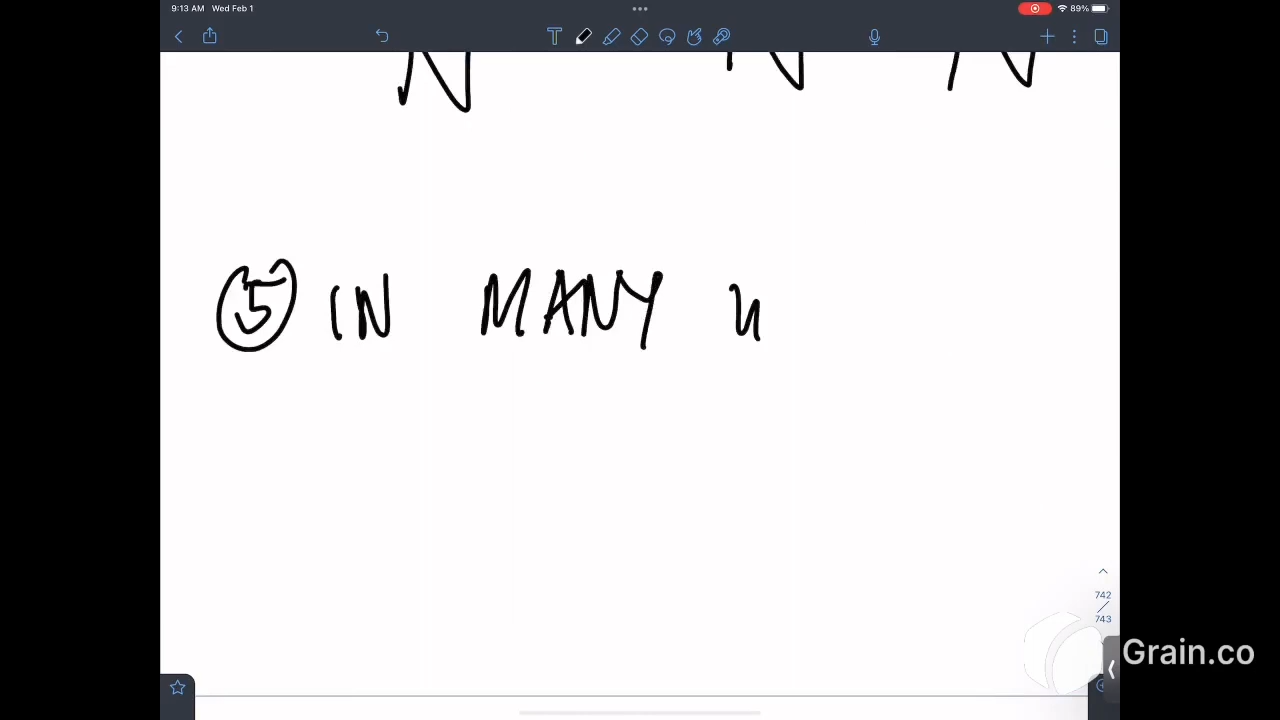 9:13 AM Wed Feb 1
89%
⑤ IN MANY
742
743
Grain.co